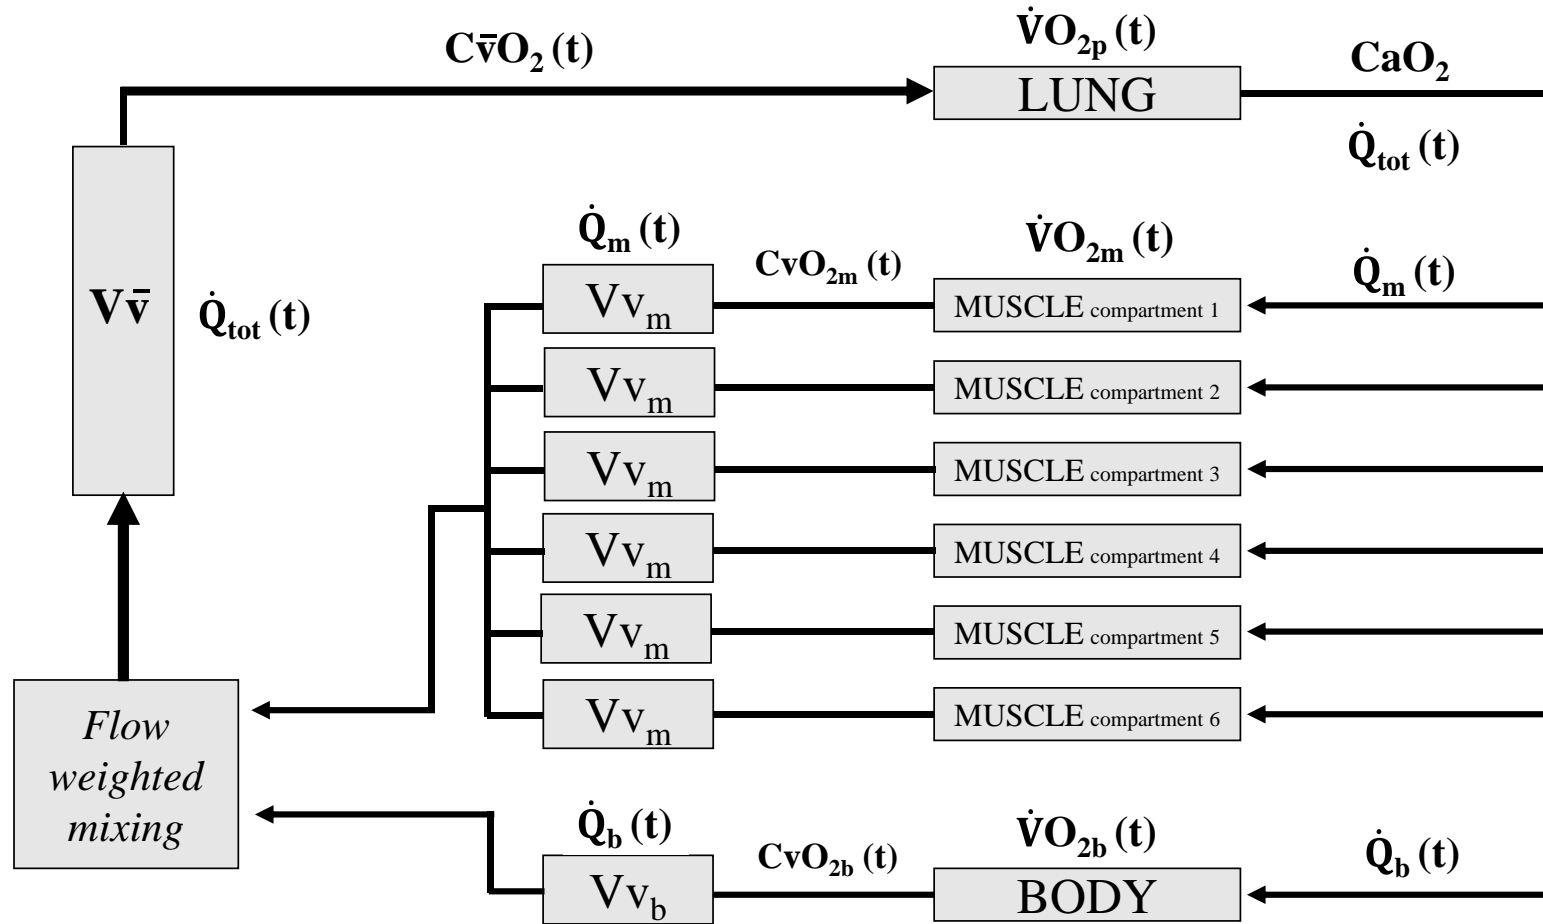 Cv̄O₂ (t)
V̇O₂ₚ (t)
LUNG
CaO₂
Q̇tot (t)
Vv̄
Q̇tot (t)
Q̇m (t)
CvO₂m (t)
V̇O₂m (t)
Q̇m (t)
Vvm
MUSCLE compartment 1
Vvm
MUSCLE compartment 2
Vvm
MUSCLE compartment 3
Vvm
MUSCLE compartment 4
Vvm
MUSCLE compartment 5
Vvm
MUSCLE compartment 6
Flow
weighted
mixing
Q̇b (t)
CvO₂b (t)
V̇O₂b (t)
Q̇b (t)
Vvb
BODY